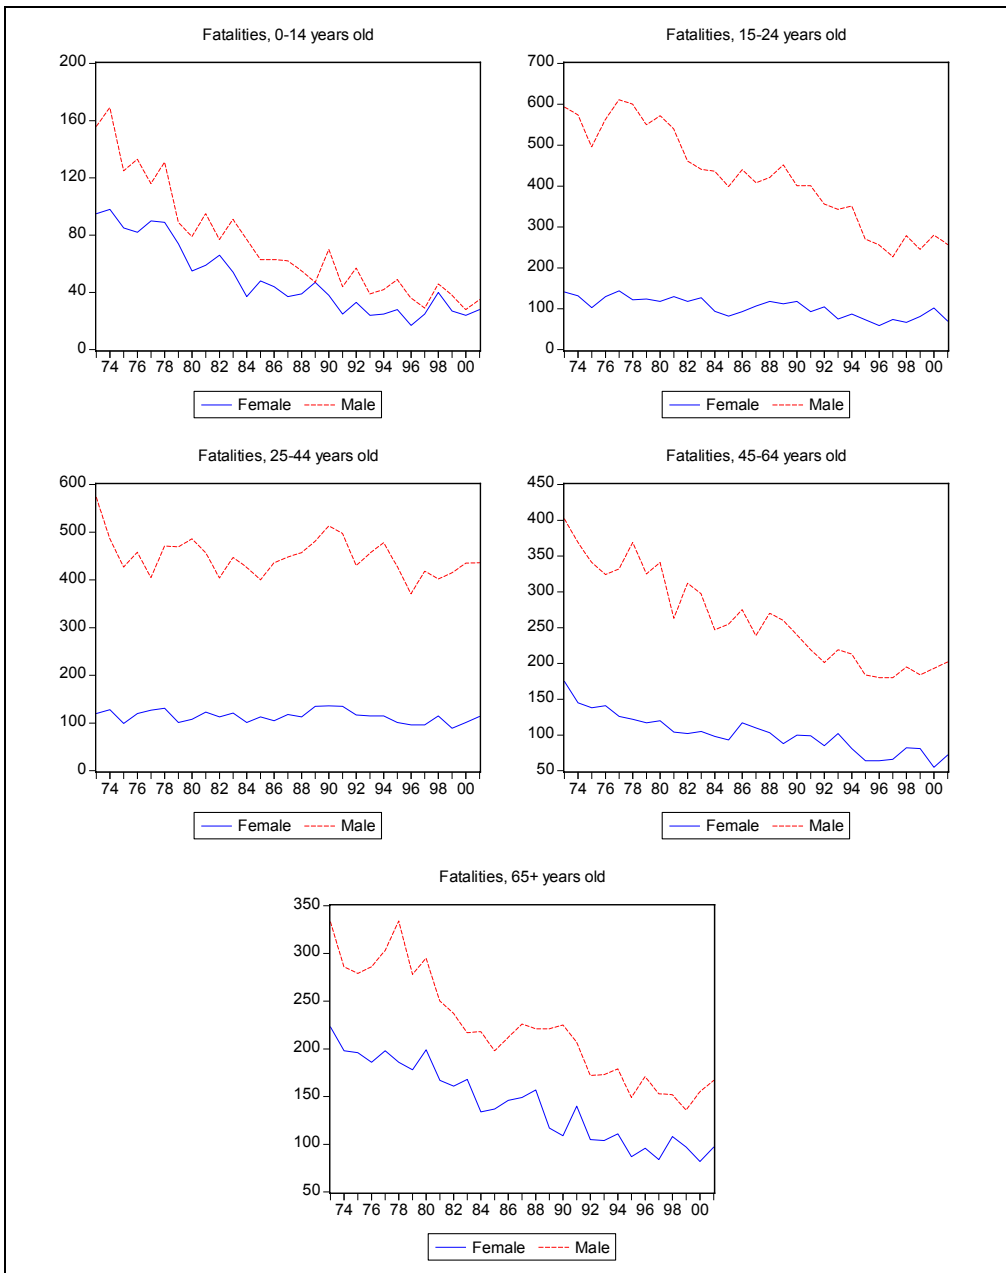 Fatalities, 0-14 years old
200
160
120
80
40
0
74 76 78 80 82 84 86 88 90 92 94 96 98 00
Female Male
Fatalities, 15-24 years old
700
600
500
400
300
200
100
0
74 76 78 80 82 84 86 88 90 92 94 96 98 00
Female Male
Fatalities, 25-44 years old
600
500
400
300
200
100
0
74 76 78 80 82 84 86 88 90 92 94 96 98 00
Female Male
Fatalities, 45-64 years old
450
400
350
300
250
200
150
100
50
74 76 78 80 82 84 86 88 90 92 94 96 98 00
Female Male
Fatalities, 65+ years old
350
300
250
200
150
100
50
74 76 78 80 82 84 86 88 90 92 94 96 98 00
Female Male